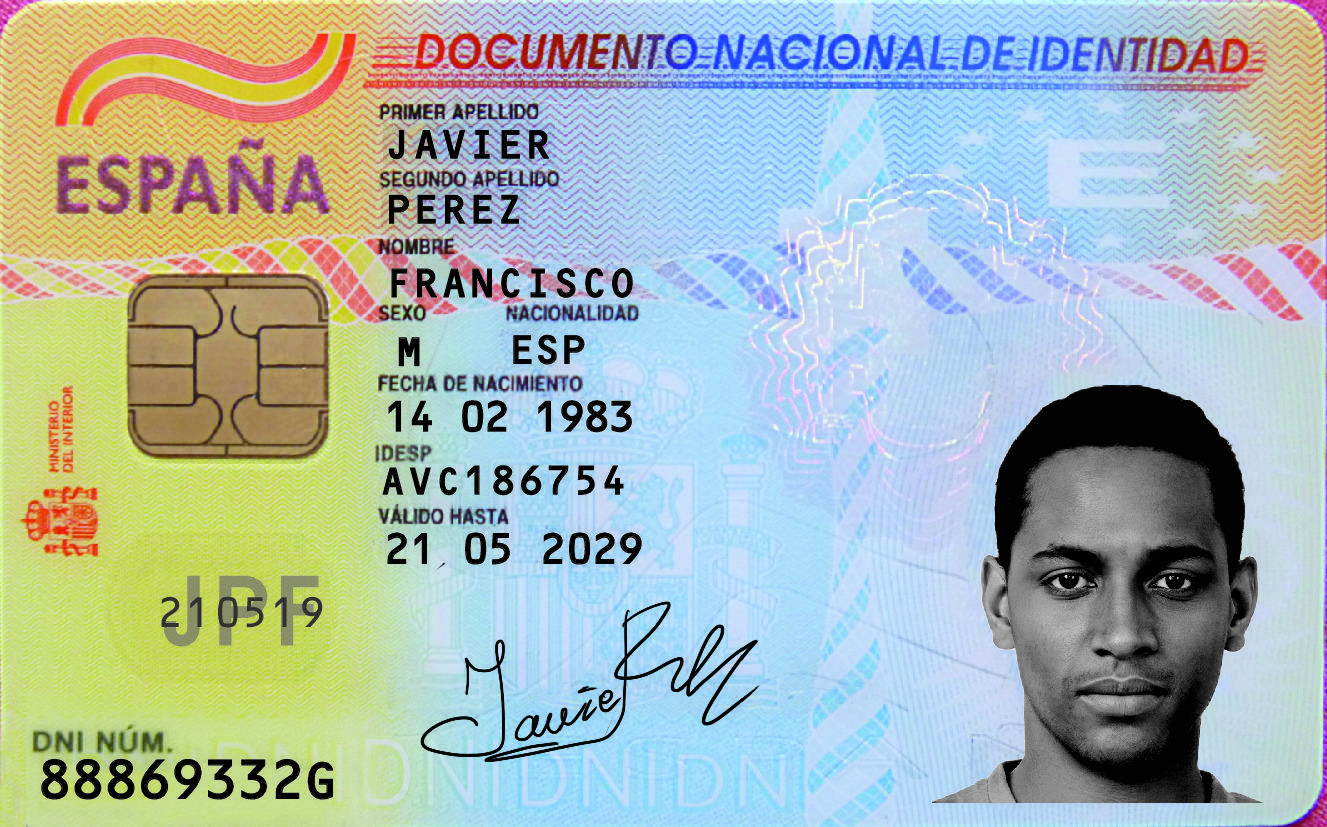 DOCUMENTO NACIONAL DE IDENTIDAD
ESPAÑA
PRIMER APELLIDO
JAVIER
SEGUNDO APELLIDO
PEREZ
NOMBRE
FRANCISCO
SEXO NACIONALIDAD
M ESP
FECHA DE NACIMIENTO
14 02 1983
IDESP
AVC186754
VÁLIDO HASTA
21 05 2029
MINISTERIO
DEL INTERIOR
E
JPF
210519
Javier
DNI NÚM.
88869332G
DNIDNIDNIDNI